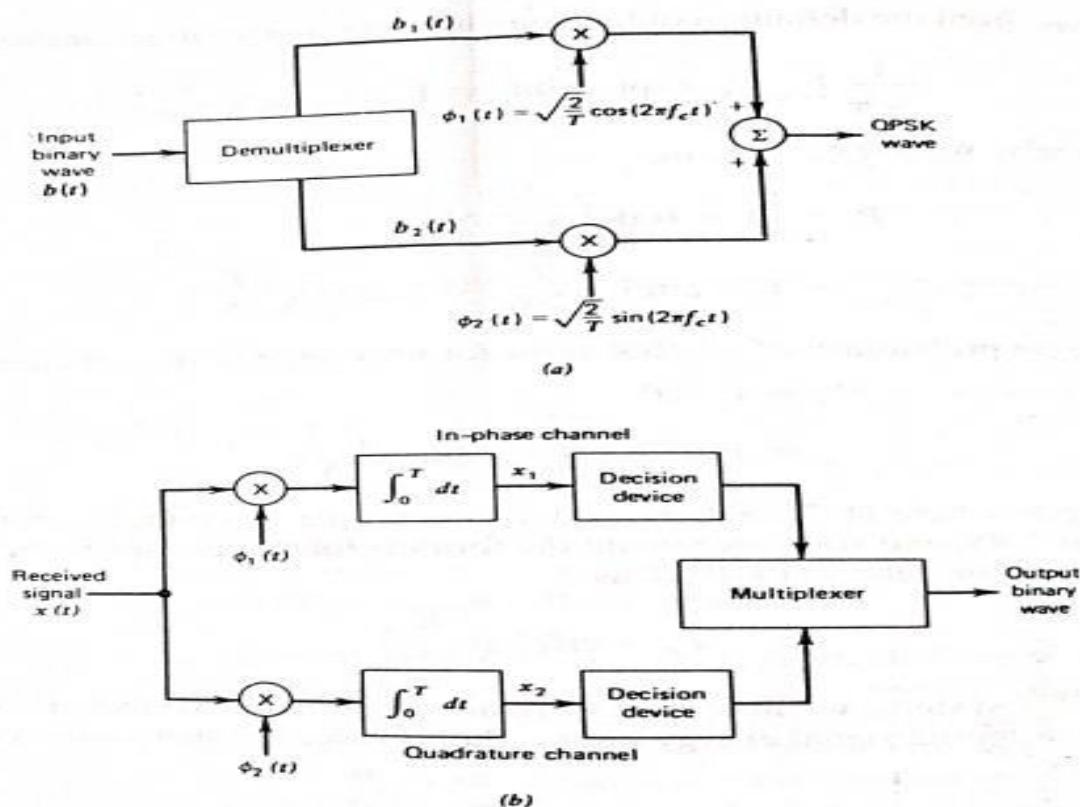 b₁(t)
ϕ₁(t) = √2/T cos(2πf_c t)
+
Input
binary
wave
b(t)
Demultiplexer
Σ
QPSK
wave
+
b₂(t)
×
×
ϕ₂(t) = √2/T sin(2πf_c t)
(a)
In-phase channel
×
∫₀ᵀ dt
x₁
Decision
device
ϕ₁(t)
Received
signal
x(t)
Multiplexer
Output
binary
wave
×
∫₀ᵀ dt
x₂
Decision
device
ϕ₂(t)
Quadrature channel
(b)